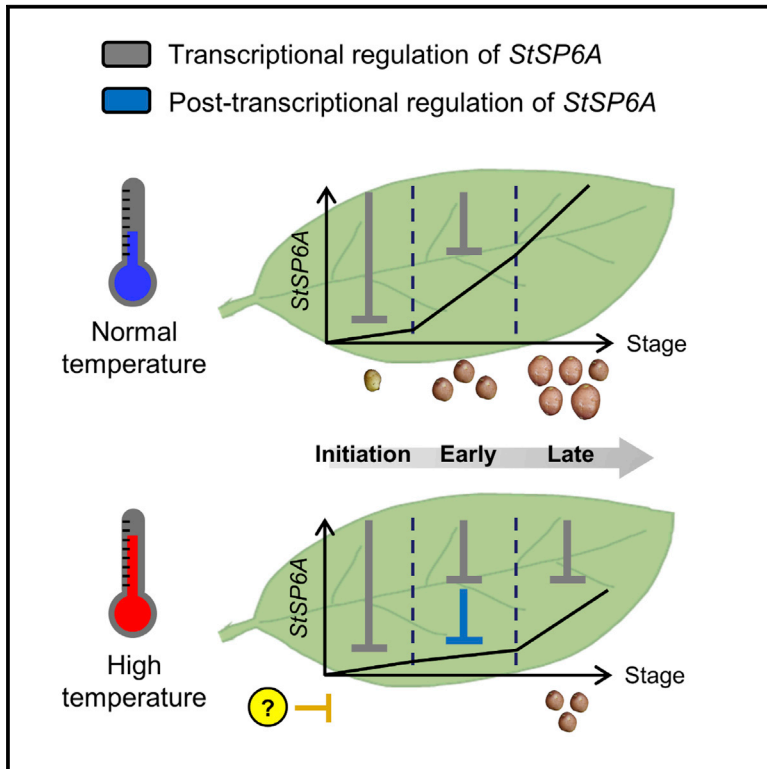 Transcriptional regulation of StSP6A
Post-transcriptional regulation of StSP6A
Normal
temperature
StSP6A
Stage
Initiation Early Late
High
temperature
StSP6A
Stage
?